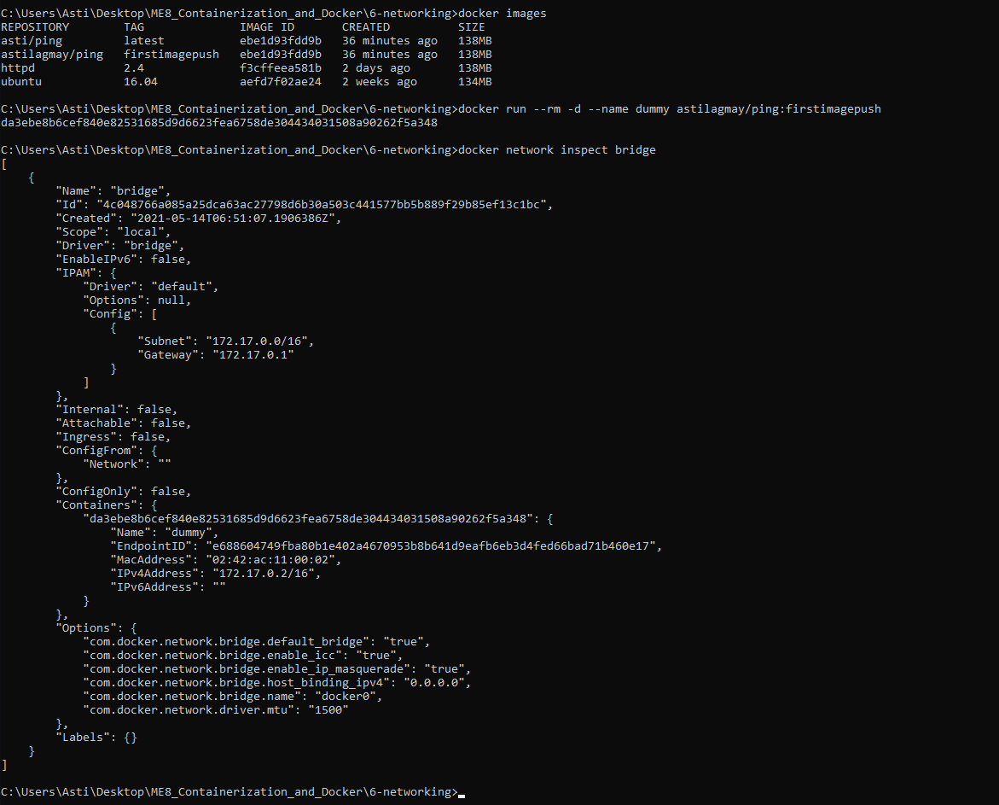 C:\Users\Asti\Desktop\ME8_Containerization_and_Docker\6-networking>docker images
REPOSITORY        TAG              IMAGE ID       CREATED          SIZE
asti/ping         latest           ebe1d93fdd9b   36 minutes ago   138MB
astilagmay/ping   firstimagepush   ebe1d93fdd9b   36 minutes ago   138MB
httpd             2.4              f3cffeea581b   2 days ago       138MB
ubuntu            16.04            aefd7f02ae24   2 weeks ago      134MB

C:\Users\Asti\Desktop\ME8_Containerization_and_Docker\6-networking>docker run --rm -d --name dummy astilagmay/ping:firstimagepush
da3ebe8b6cef840e82531685d9d6623fea6758de304434031508a90262f5a348

C:\Users\Asti\Desktop\ME8_Containerization_and_Docker\6-networking>docker network inspect bridge
[
    {
        "Name": "bridge",
        "Id": "4c048766a085a25dca63ac27798d6b30a503c441577bb5b889f29b85ef13c1bc",
        "Created": "2021-05-14T06:51:07.1906386Z",
        "Scope": "local",
        "Driver": "bridge",
        "EnableIPv6": false,
        "IPAM": {
            "Driver": "default",
            "Options": null,
            "Config": [
                {
                    "Subnet": "172.17.0.0/16",
                    "Gateway": "172.17.0.1"
                }
            ]
        },
        "Internal": false,
        "Attachable": false,
        "Ingress": false,
        "ConfigFrom": {
            "Network": ""
        },
        "ConfigOnly": false,
        "Containers": {
            "da3ebe8b6cef840e82531685d9d6623fea6758de304434031508a90262f5a348": {
                "Name": "dummy",
                "EndpointID": "e688604749fba80b1e402a4670953b8b641d9eafb6eb3d4fed66bad71b460e17",
                "MacAddress": "02:42:ac:11:00:02",
                "IPv4Address": "172.17.0.2/16",
                "IPv6Address": ""
            }
        },
        "Options": {
            "com.docker.network.bridge.default_bridge": "true",
            "com.docker.network.bridge.enable_icc": "true",
            "com.docker.network.bridge.enable_ip_masquerade": "true",
            "com.docker.network.bridge.host_binding_ipv4": "0.0.0.0",
            "com.docker.network.bridge.name": "docker0",
            "com.docker.network.driver.mtu": "1500"
        },
        "Labels": {}
    }
]

C:\Users\Asti\Desktop\ME8_Containerization_and_Docker\6-networking>